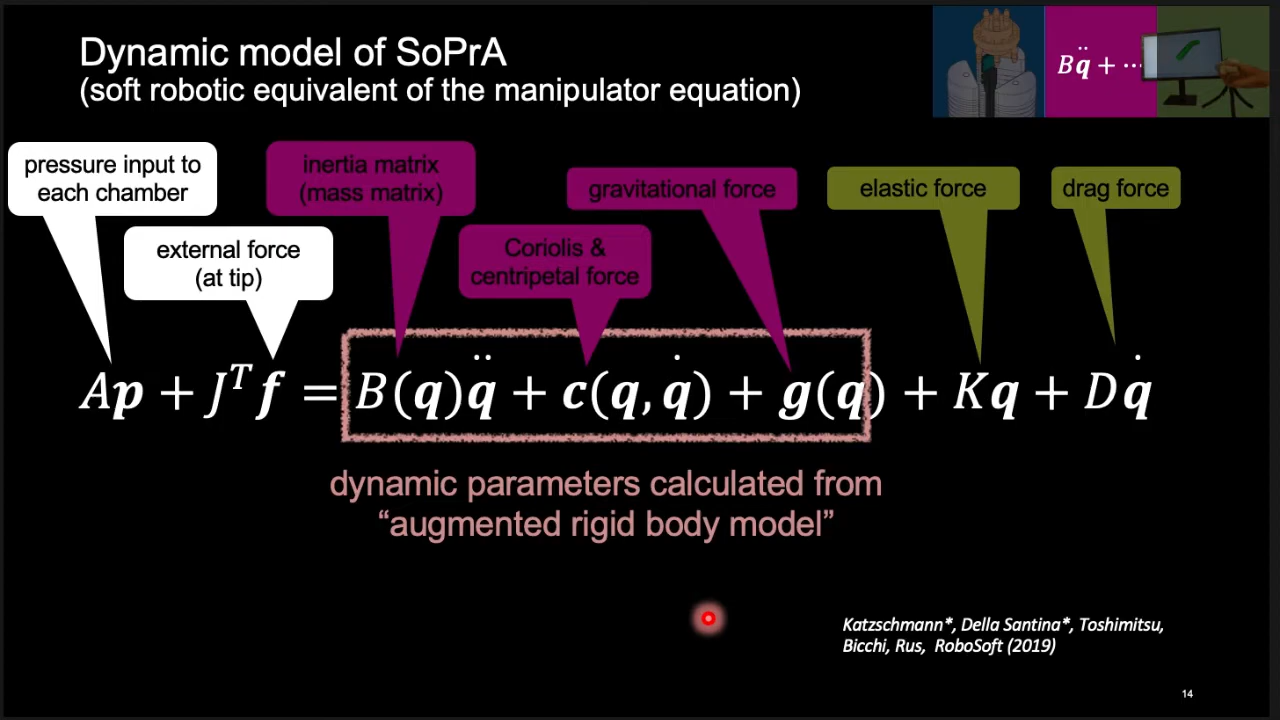 Dynamic model of SoPrA
(soft robotic equivalent of the manipulator equation)
Bq̈ + ⋯
pressure input to
each chamber
external force
(at tip)
inertia matrix
(mass matrix)
Coriolis &
centripetal force
gravitational force
elastic force
drag force
Ap + Jᵀf = B(q)q̈ + c(q, q̇) + g(q) + Kq + Dq̇
dynamic parameters calculated from
“augmented rigid body model”
Katzschmann*, Della Santina*, Toshimitsu,
Bicchi, Rus, RoboSoft (2019)
14